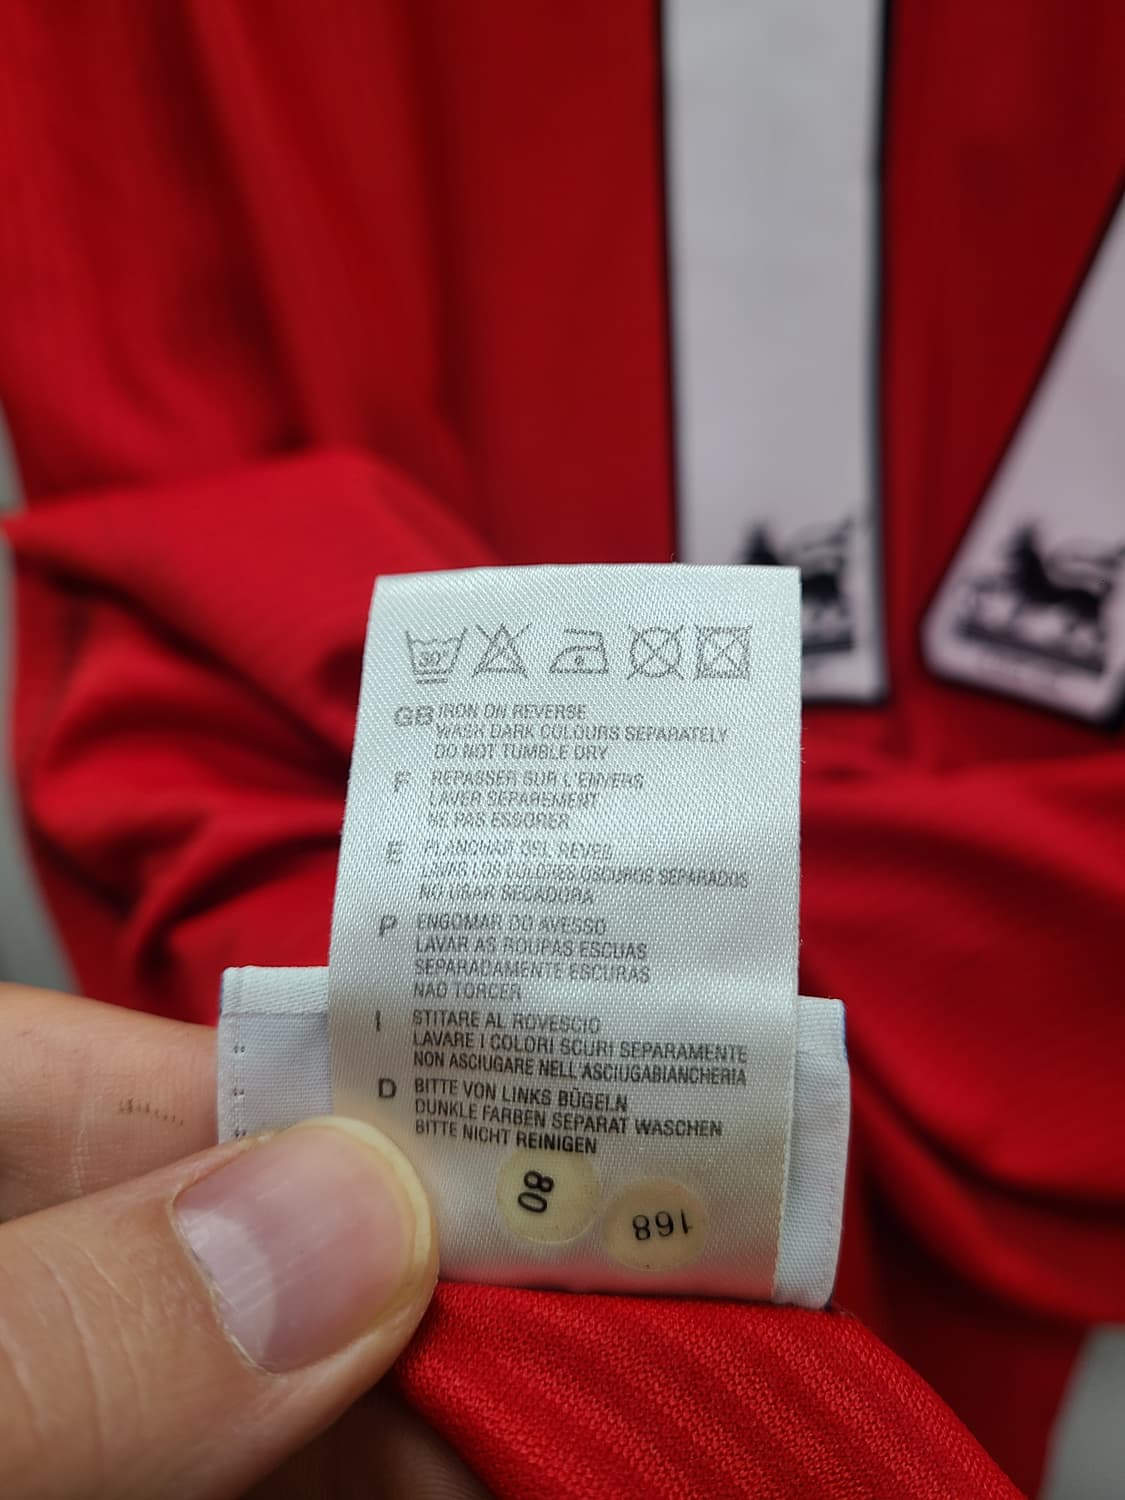 30°
GB IRON ON REVERSE
WASH DARK COLOURS SEPARATELY
DO NOT TUMBLE DRY
F REPASSER SUR L'ENVERS
LAVER SEPAREMENT
NE PAS ESSORER
E PLANCHAR DEL REVES
LAVAR LOS COLORES OSCUROS SEPARADOS
NO USAR SECADORA
P ENGOMAR DO AVESSO
LAVAR AS ROUPAS ESCUAS
SEPARADAMENTE ESCURAS
NAO TORCER
I STITARE AL ROVESCIO
LAVARE I COLORI SCURI SEPARAMENTE
NON ASCIUGARE NELL'ASCIUGABIANCHERIA
D BITTE VON LINKS BÜGELN
DUNKLE FARBEN SEPARAT WASCHEN
BITTE NICHT REINIGEN
80
168